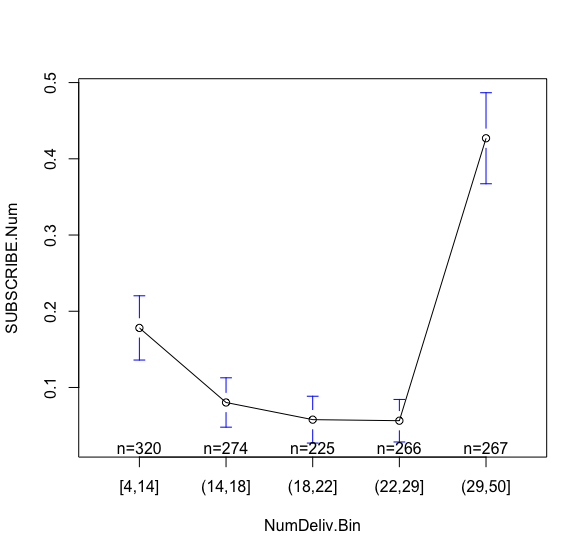 SUBSCRIBE.Num
0.5
0.4
0.3
0.2
0.1
n=320 n=274 n=225 n=266 n=267
[4,14] (14,18] (18,22] (22,29] (29,50]
NumDeliv.Bin